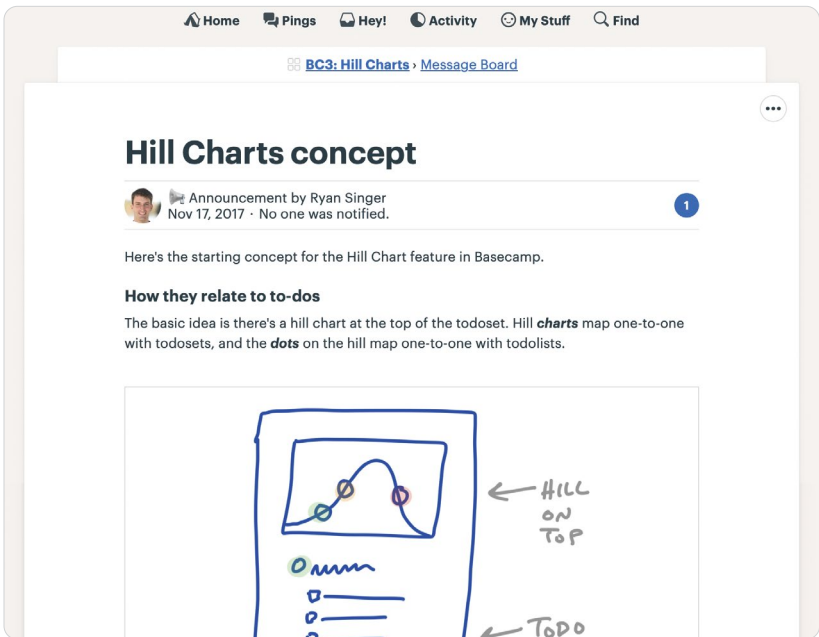 Home Pings Hey! Activity My Stuff Find
BC3: Hill Charts › Message Board
Hill Charts concept
Announcement by Ryan Singer
Nov 17, 2017 · No one was notified.
1
Here's the starting concept for the Hill Chart feature in Basecamp.
How they relate to to-dos
The basic idea is there's a hill chart at the top of the todoset. Hill charts map one-to-one
with todosets, and the dots on the hill map one-to-one with todolists.
HILL
ON
TOP
TODO